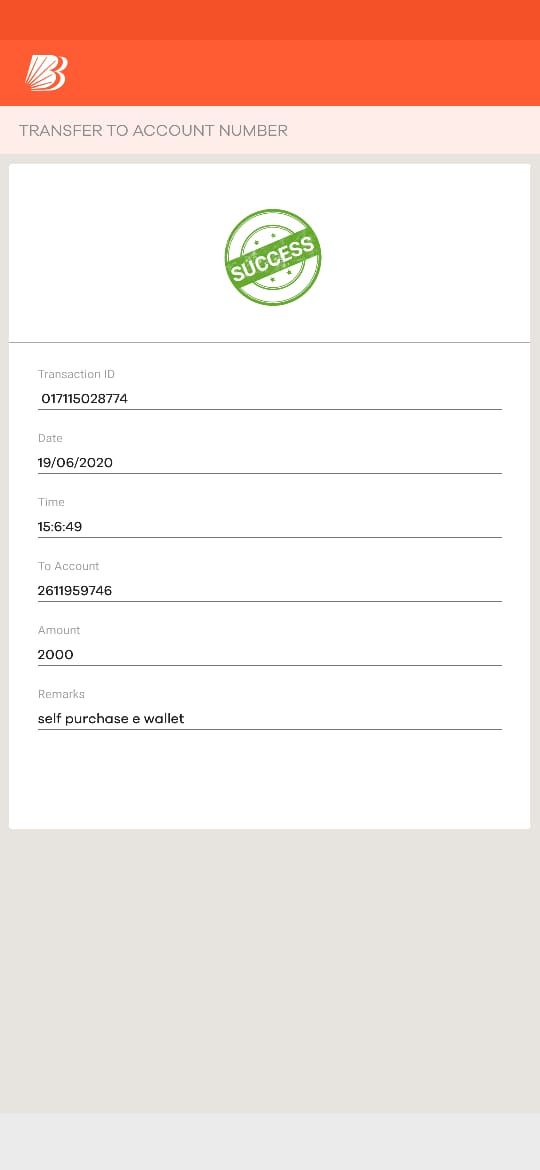 TRANSFER TO ACCOUNT NUMBER
SUCCESS
Transaction ID
017115028774
Date
19/06/2020
Time
15:6:49
To Account
2611959746
Amount
2000
Remarks
self purchase e wallet